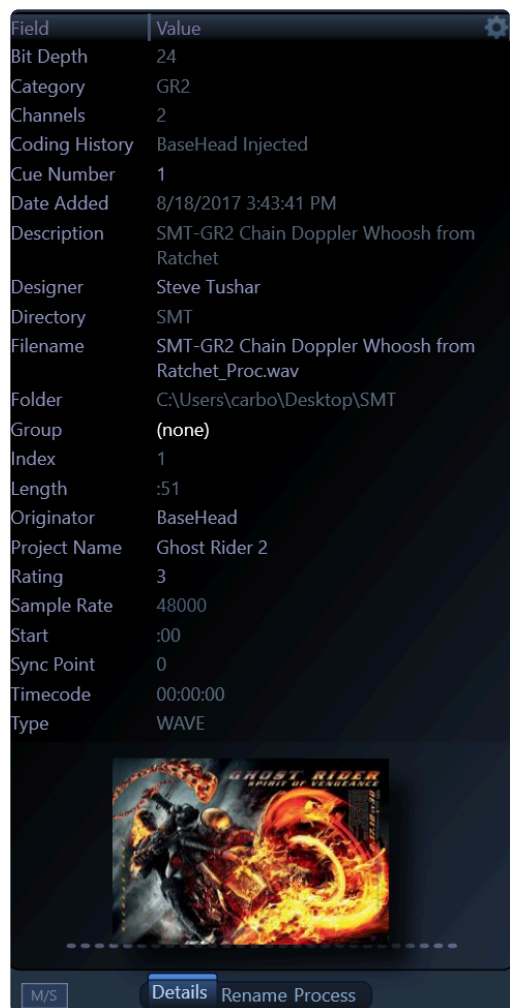 Field Value
Bit Depth 24
Category GR2
Channels 2
Coding History BaseHead Injected
Cue Number 1
Date Added 8/18/2017 3:43:41 PM
Description SMT-GR2 Chain Doppler Whoosh from
Ratchet
Designer Steve Tushar
Directory SMT
Filename SMT-GR2 Chain Doppler Whoosh from
Ratchet_Proc.wav
Folder C:\Users\carbo\Desktop\SMT
Group (none)
Index 1
Length :51
Originator BaseHead
Project Name Ghost Rider 2
Rating 3
Sample Rate 48000
Start :00
Sync Point 0
Timecode 00:00:00
Type WAVE
GHOST RIDER
SPIRIT OF VENGEANCE
M/S Details Rename Process